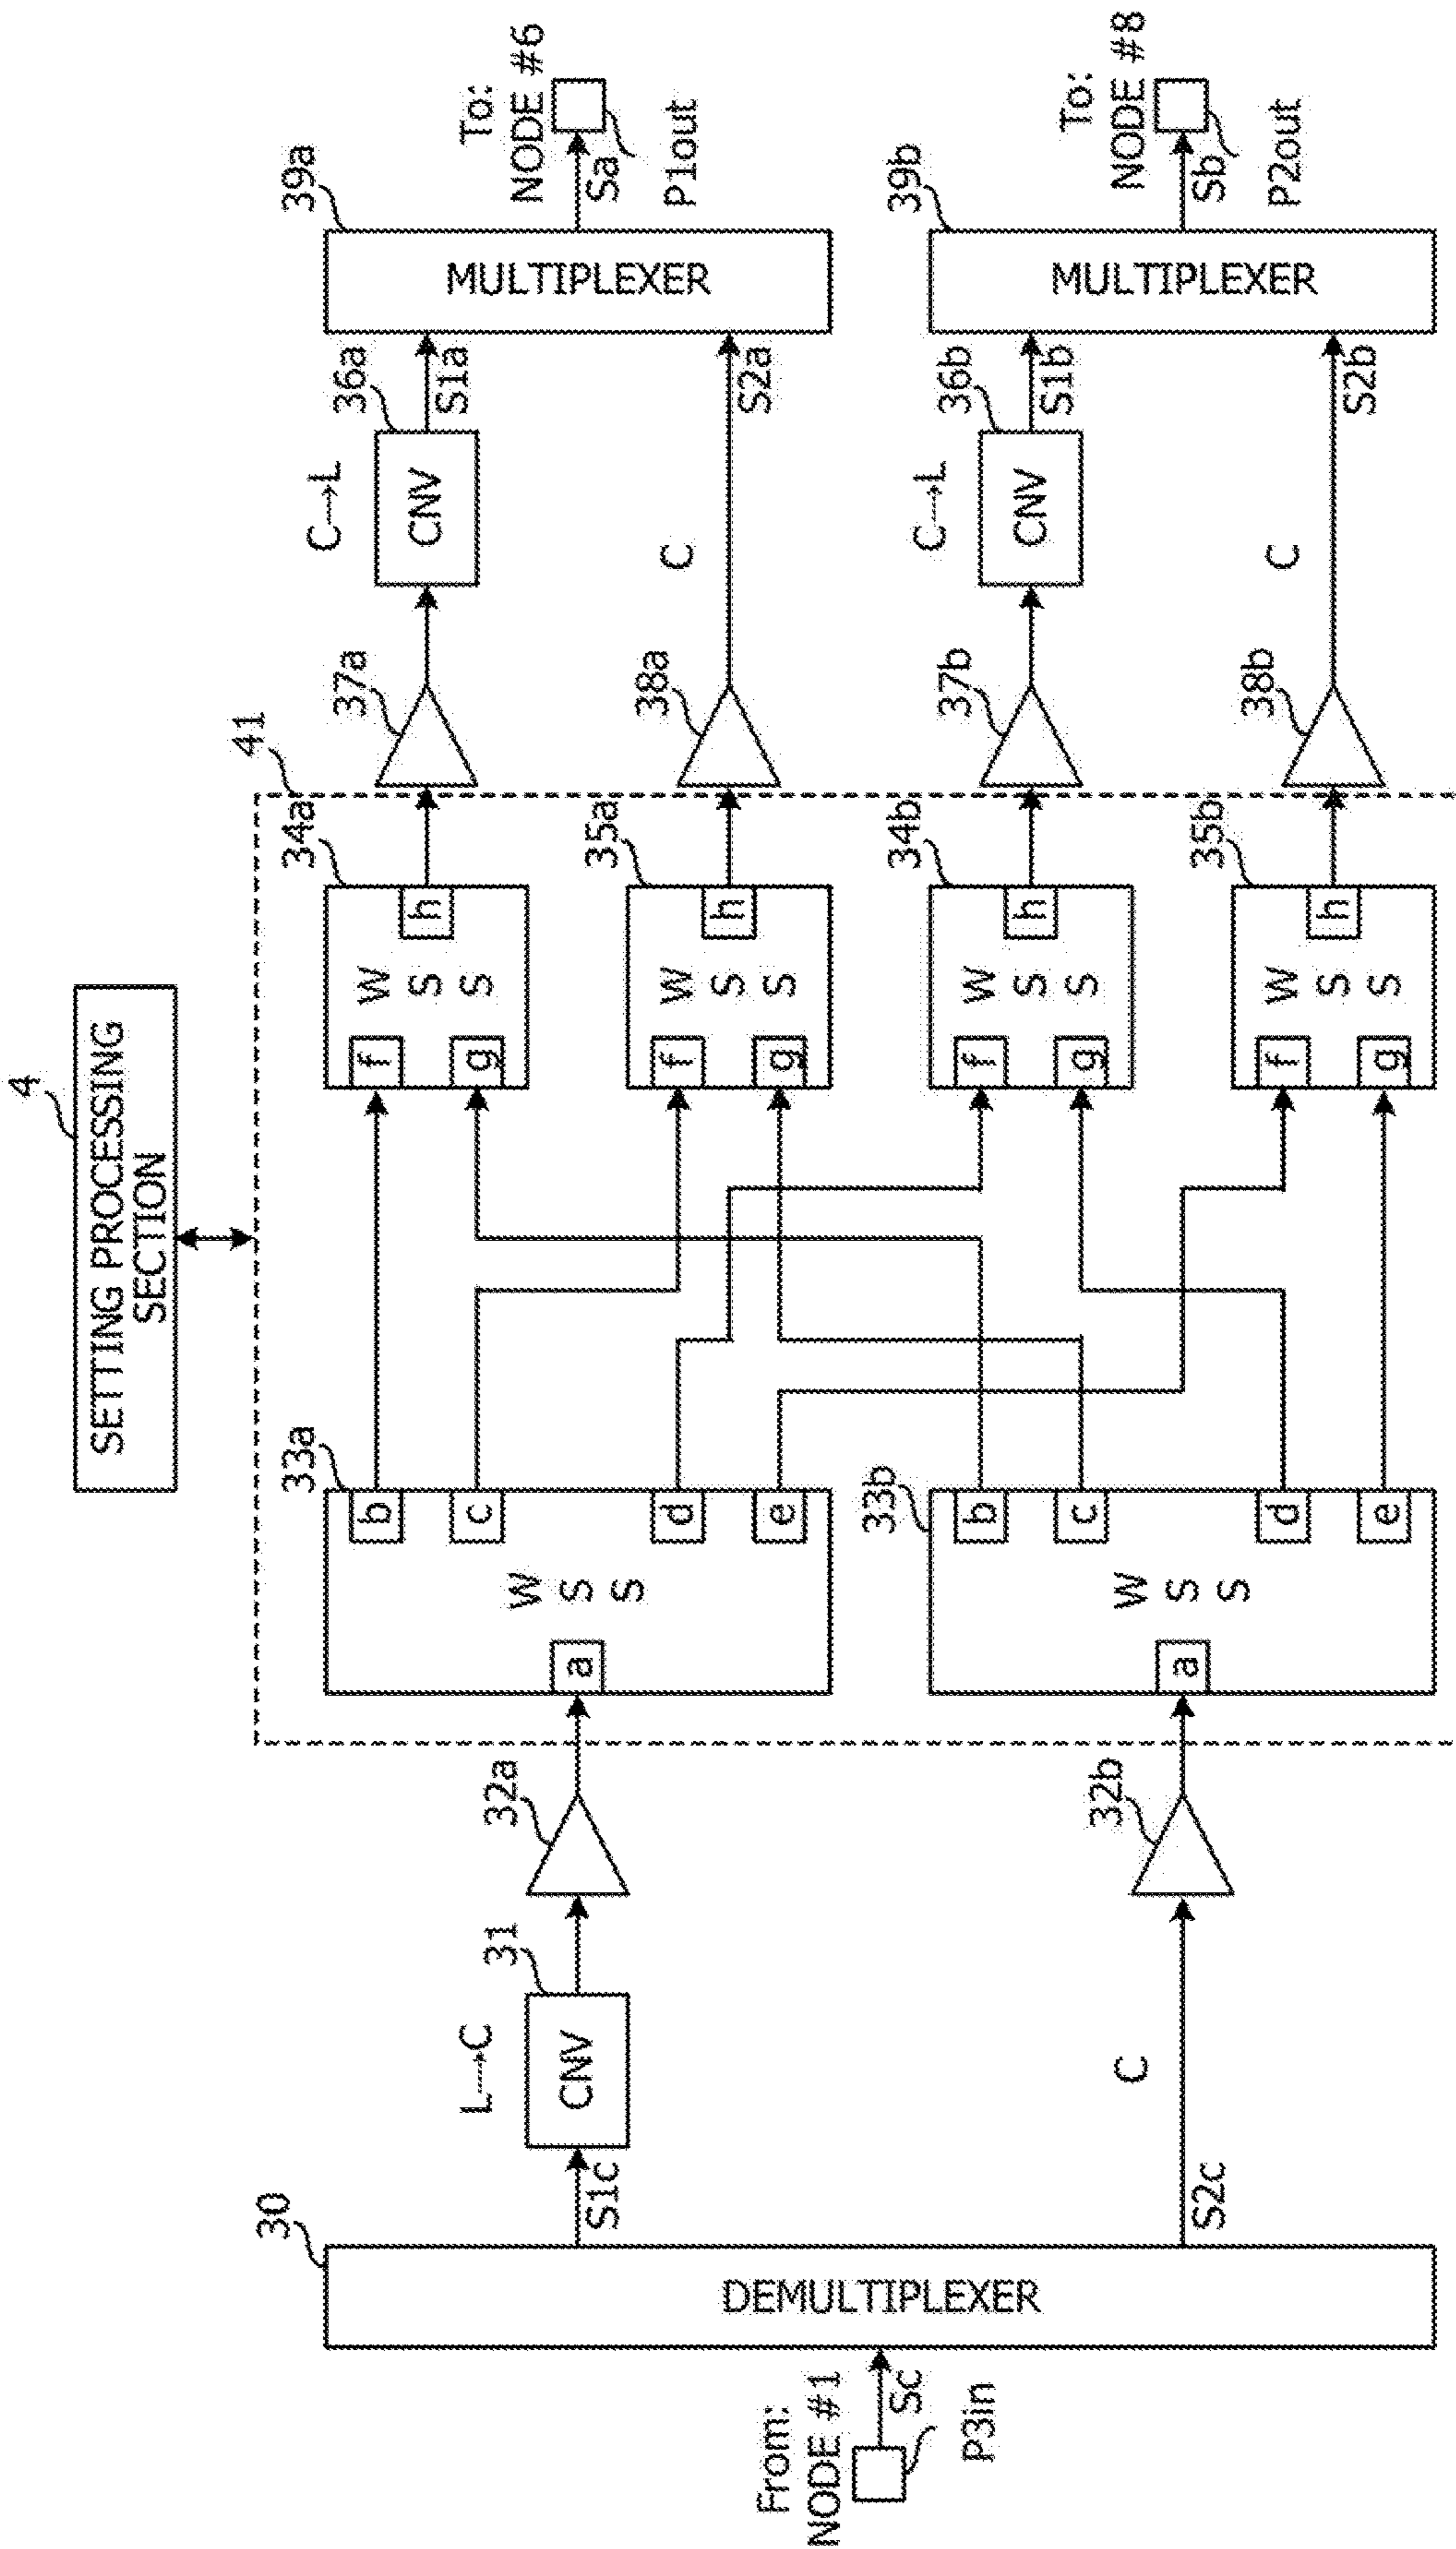 4
SETTING PROCESSING
SECTION
41
From:
NODE #1
Sc
P3in
30
DEMULTIPLEXER
S1c
L→C
31
CNV
32a
S2c
C
32b
33a
W
S
S
a
b
c
d
e
33b
W
S
S
a
b
c
d
e
34a
W
S
S
f
g
h
35a
W
S
S
f
g
h
34b
W
S
S
f
g
h
35b
W
S
S
f
g
h
37a
C→L
36a
CNV
S1a
38a
C
S2a
39a
MULTIPLEXER
Sa
To:
NODE #6
P1out
37b
C→L
36b
CNV
S1b
38b
C
S2b
39b
MULTIPLEXER
Sb
To:
NODE #8
P2out